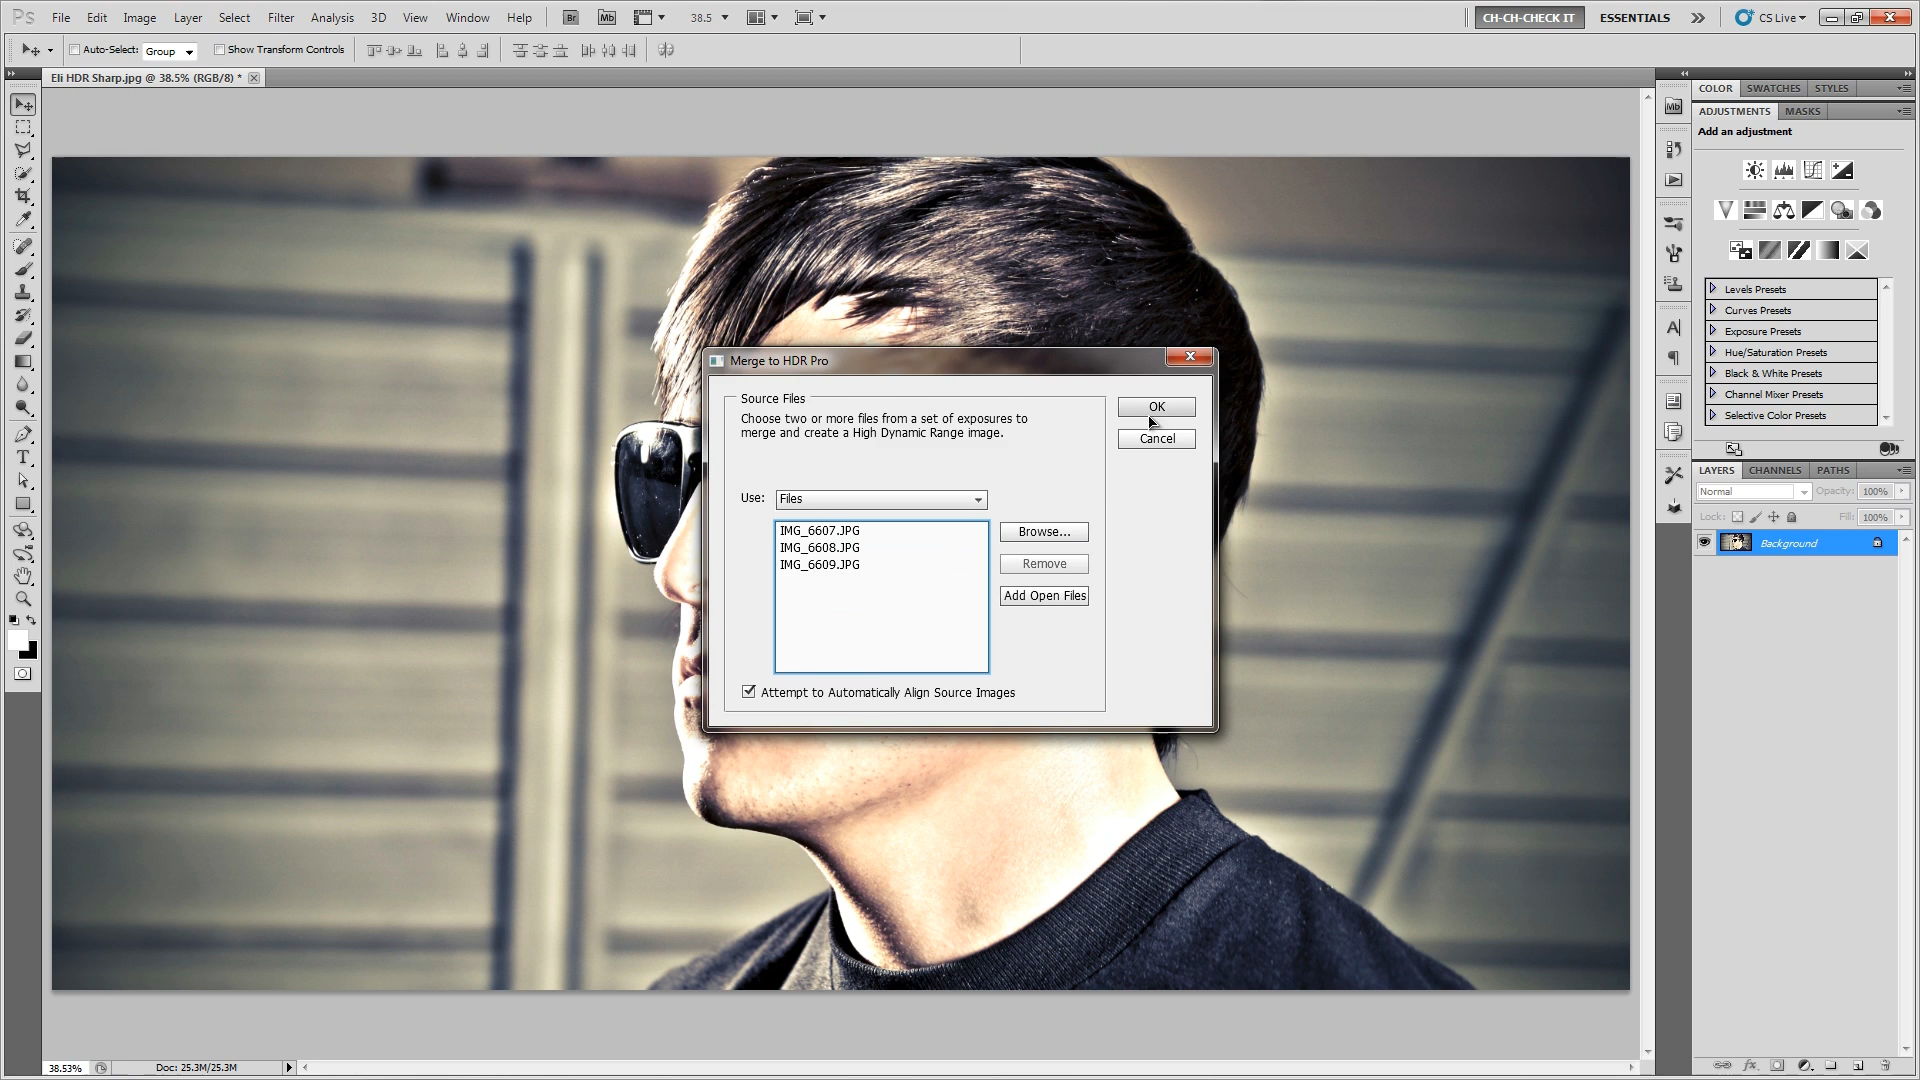 Ps File Edit Image Layer Select Filter Analysis 3D View Window Help Br Mb 38.5 CH-CH-CHECK IT ESSENTIALS CS Live
Auto-Select: Group Show Transform Controls
Eli HDR Sharp.jpg @ 38.5% (RGB/8) *
COLOR SWATCHES STYLES
Mb
ADJUSTMENTS MASKS
Add an adjustment
Levels Presets
Curves Presets
Exposure Presets
Hue/Saturation Presets
Black & White Presets
Channel Mixer Presets
Selective Color Presets
LAYERS CHANNELS PATHS
Normal Opacity: 100%
Lock: Fill: 100%
Background
Merge to HDR Pro
Source Files
Choose two or more files from a set of exposures to
merge and create a High Dynamic Range image.
OK
Cancel
Use: Files
IMG_6607.JPG
IMG_6608.JPG
IMG_6609.JPG
Browse...
Remove
Add Open Files
Attempt to Automatically Align Source Images
38.53% Doc: 25.3M/25.3M